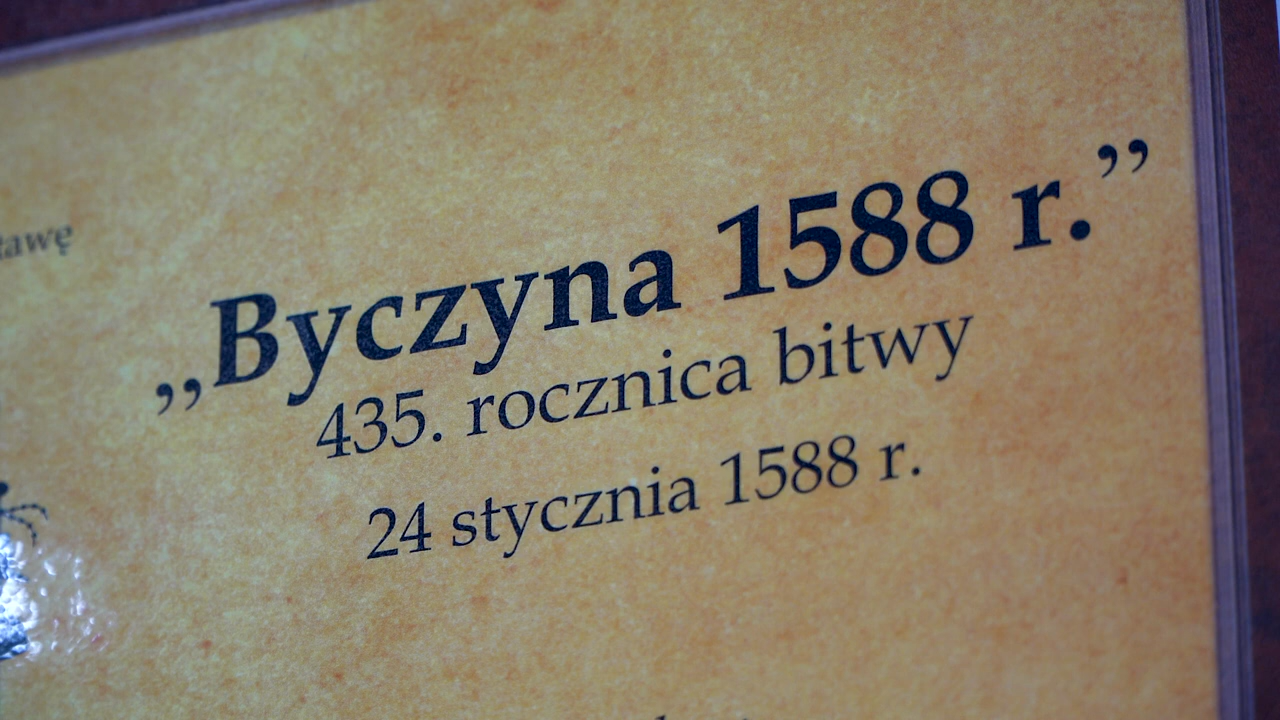 „Byczyna 1588 r.”
435. rocznica bitwy
24 stycznia 1588 r.